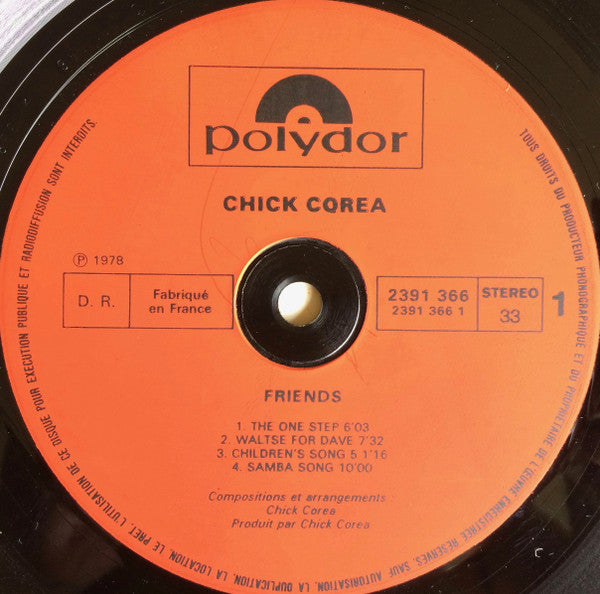 polydor
CHICK COREA
℗ 1978
D. R.
Fabriqué
en France
2391 366
2391 366 1
STEREO
33
1
FRIENDS
1. THE ONE STEP 6'03
2. WALTSE FOR DAVE 7'32
3. CHILDREN'S SONG 5 1'16
4. SAMBA SONG 10'00
Compositions et arrangements :
Chick Corea
Produit par Chick Corea
TOUS DROITS DU PRODUCTEUR PHONOGRAPHIQUE ET DU PROPRIETAIRE DE L'ŒUVRE ENREGISTREE RESERVES. SAUF AUTORISATION, LA DUPLICATION, LA LOCATION, LE PRET, L'UTILISATION DE CE DISQUE POUR EXECUTION PUBLIQUE ET RADIODIFFUSION SONT INTERDITS.